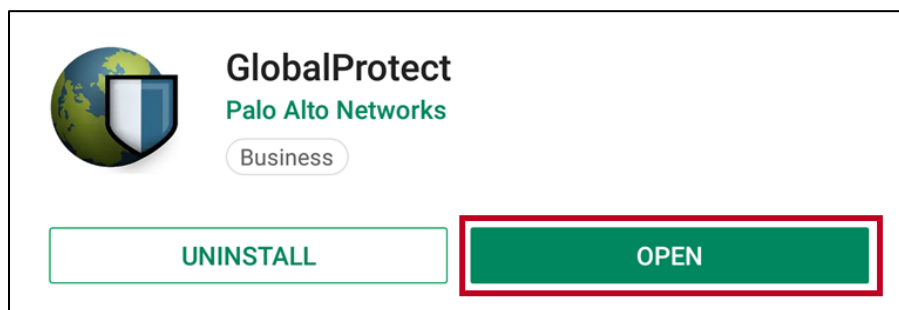 GlobalProtect
Palo Alto Networks
Business
UNINSTALL
OPEN